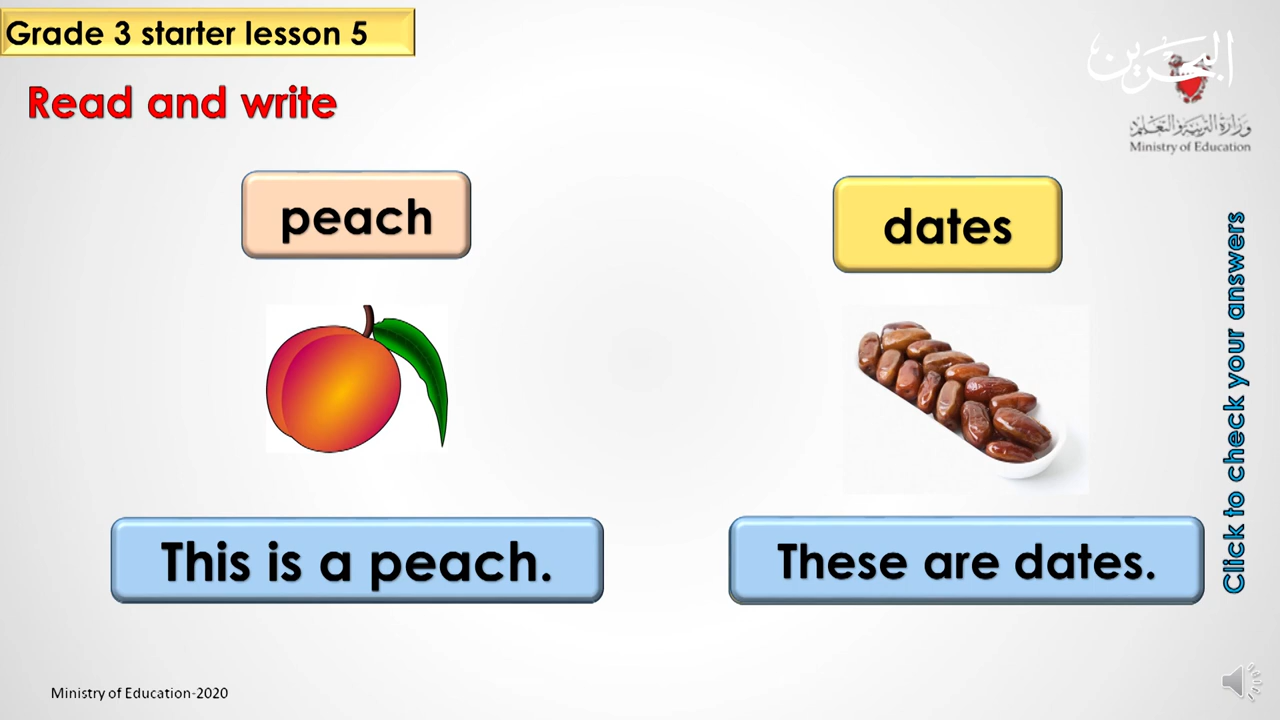 Grade 3 starter lesson 5
البحرين
Read and write
وزارة التربية والتعليم
Ministry of Education
peach
dates
Click to check your answers
This is a peach.
These are dates.
Ministry of Education-2020